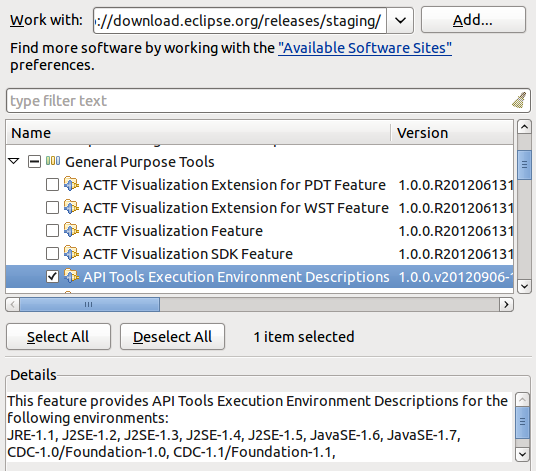 Work with: ://download.eclipse.org/releases/staging/ Add...
Find more software by working with the "Available Software Sites"
preferences.
type filter text
Name Version
General Purpose Tools
ACTF Visualization Extension for PDT Feature 1.0.0.R201206131
ACTF Visualization Extension for WST Feature 1.0.0.R201206131
ACTF Visualization Feature 1.0.0.R201206131
ACTF Visualization SDK Feature 1.0.0.R201206131
API Tools Execution Environment Descriptions 1.0.0.v20120906-1
Select All Deselect All 1 item selected
Details
This feature provides API Tools Execution Environment Descriptions for the
following environments:
JRE-1.1, J2SE-1.2, J2SE-1.3, J2SE-1.4, J2SE-1.5, JavaSE-1.6, JavaSE-1.7,
CDC-1.0/Foundation-1.0, CDC-1.1/Foundation-1.1,